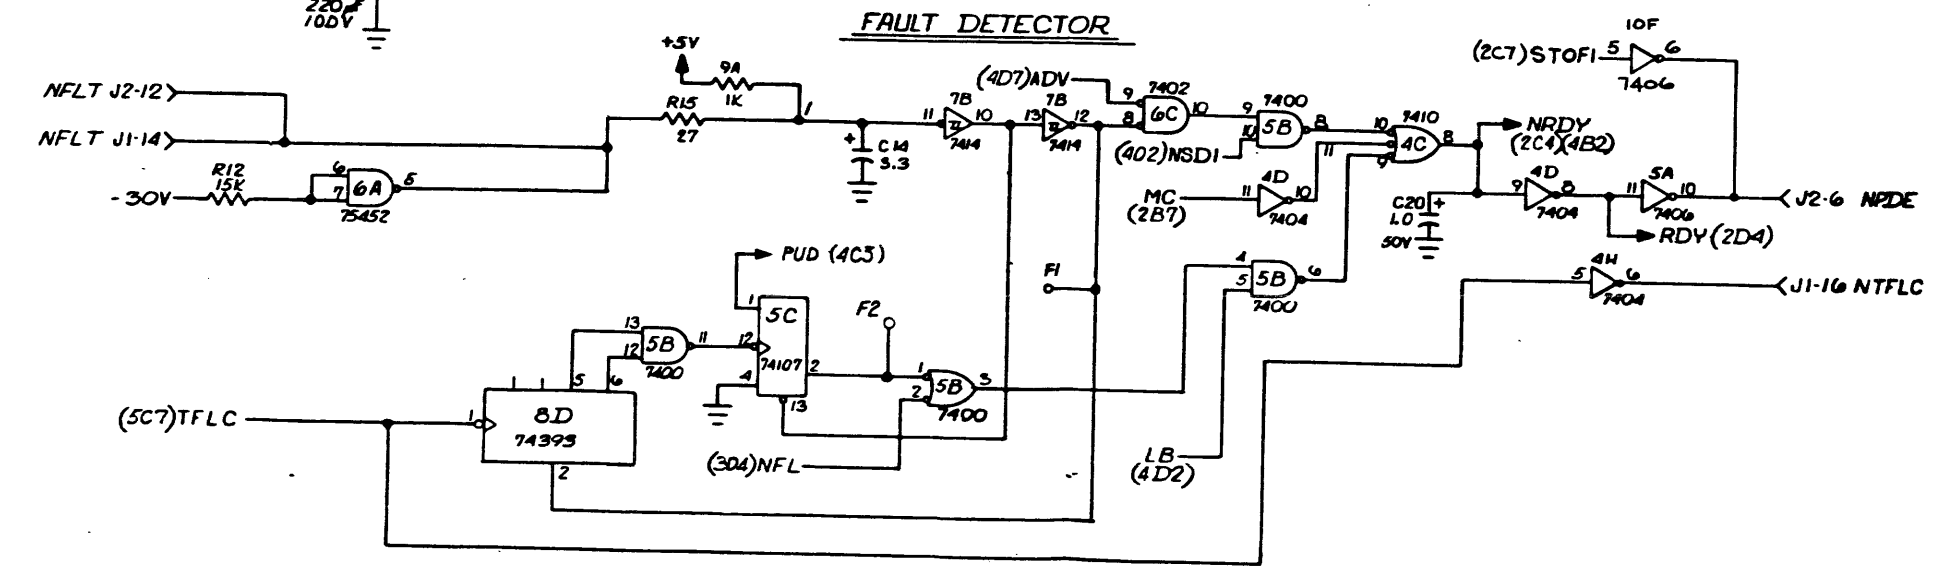 220µF
100V
FAULT DETECTOR
10F
(2C7)STOF1 5 6
7406
+5V
9A
1K
1
(4D7)ADV
9 7402
6C 10
8
NFLT J2-12
NFLT J1-14
R15
27
11 7B 10
7414
13 7B 12
7414
+
C14
3.3
9 7400
5B 8
10
(402)NSD1
7410
10
11 4C 8
9
NRDY
(2C4)(4B2)
R12
15K
-30V
6
7 6A 5
75452
MC
(2B7)
11 4D 10
7404
C20 +
1.0
50V
9 4D 8
7404
11 5A 10
7406
J2-6 NPDE
RDY(2D4)
PUD (4C3)
1
5C
12
74107 2
4
13
F2
F1
4
5 5B 6
7400
5 4H 6
7404
J1-16 NTFLC
13
12 5B 11
7400
5 6
(5C7)TFLC
1
8D
74393
2
1
2 5B 3
7400
(3D4)NFL
LB
(4D2)